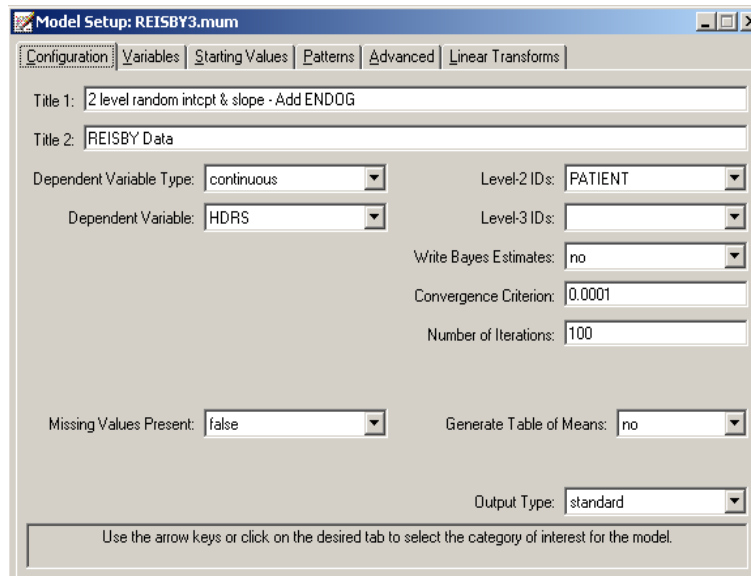 Model Setup: REISBY3.mum
Configuration Variables Starting Values Patterns Advanced Linear Transforms
Title 1: 2 level random intcpt & slope - Add ENDOG
Title 2: REISBY Data
Dependent Variable Type: continuous Level-2 IDs: PATIENT
Dependent Variable: HDRS Level-3 IDs:
Write Bayes Estimates: no
Convergence Criterion: 0.0001
Number of Iterations: 100
Missing Values Present: false Generate Table of Means: no
Output Type: standard
Use the arrow keys or click on the desired tab to select the category of interest for the model.